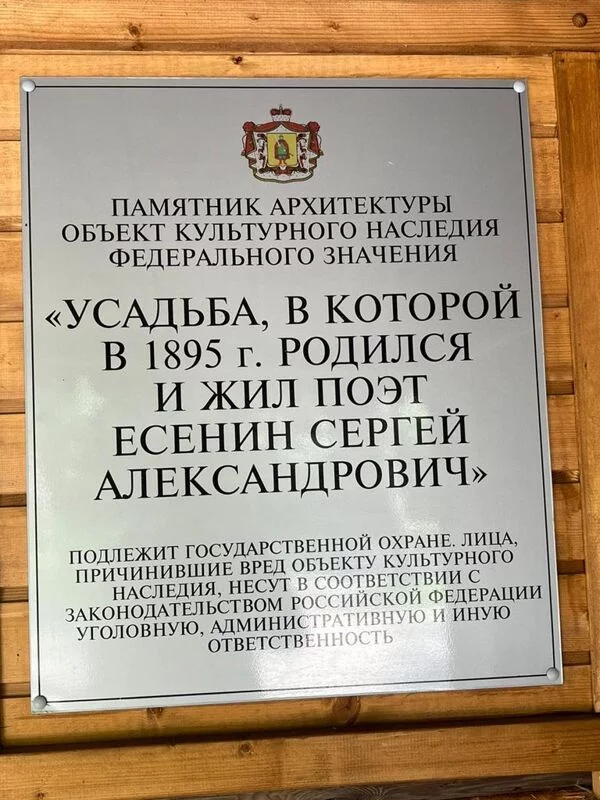 ПАМЯТНИК АРХИТЕКТУРЫ
ОБЪЕКТ КУЛЬТУРНОГО НАСЛЕДИЯ
ФЕДЕРАЛЬНОГО ЗНАЧЕНИЯ
«УСАДЬБА, В КОТОРОЙ
В 1895 г. РОДИЛСЯ
И ЖИЛ ПОЭТ
ЕСЕНИН СЕРГЕЙ
АЛЕКСАНДРОВИЧ»
ПОДЛЕЖИТ ГОСУДАРСТВЕННОЙ ОХРАНЕ. ЛИЦА,
ПРИЧИНИВШИЕ ВРЕД ОБЪЕКТУ КУЛЬТУРНОГО
НАСЛЕДИЯ, НЕСУТ В СООТВЕТСТВИИ С
ЗАКОНОДАТЕЛЬСТВОМ РОССИЙСКОЙ ФЕДЕРАЦИИ
УГОЛОВНУЮ, АДМИНИСТРАТИВНУЮ И ИНУЮ
ОТВЕТСТВЕННОСТЬ